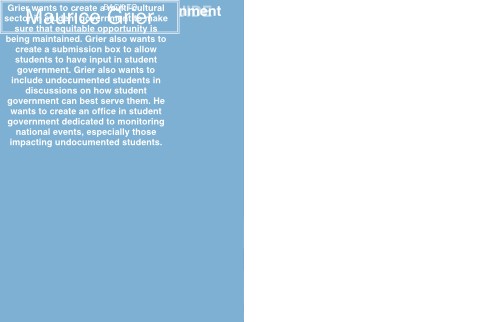 Maurice Grier
Grier wants to create a cultural
sector in student government to make
sure that equitable opportunity is
being maintained. Grier also wants to
create a submission box to allow
students to have input in student
government. Grier also wants to
include undocumented students in
discussions on how student
government can best serve them. He
wants to create an office in student
government dedicated to monitoring
national events, especially those
impacting undocumented students.